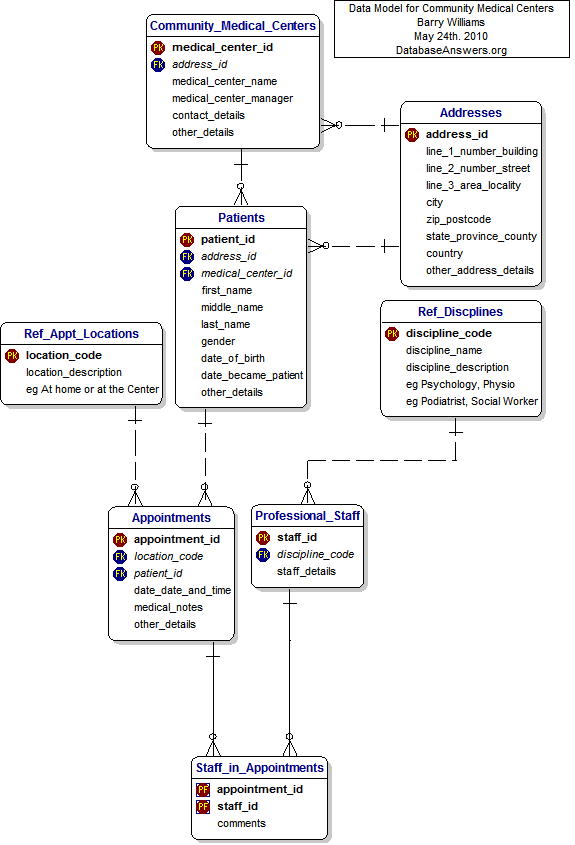 Data Model for Community Medical Centers
Barry Williams
May 24th. 2010
DatabaseAnswers.org
Community_Medical_Centers
PK medical_center_id
FK address_id
medical_center_name
medical_center_manager
contact_details
other_details
Addresses
PK address_id
line_1_number_building
line_2_number_street
line_3_area_locality
city
zip_postcode
state_province_county
country
other_address_details
Patients
PK patient_id
FK address_id
FK medical_center_id
first_name
middle_name
last_name
gender
date_of_birth
date_became_patient
other_details
Ref_Appt_Locations
PK location_code
location_description
eg At home or at the Center
Ref_Discplines
PK discipline_code
discipline_name
discipline_description
eg Psychology, Physio
eg Podiatrist, Social Worker
Appointments
PK appointment_id
FK location_code
FK patient_id
date_date_and_time
medical_notes
other_details
Professional_Staff
PK staff_id
FK discipline_code
staff_details
Staff_in_Appointments
PF appointment_id
PF staff_id
comments